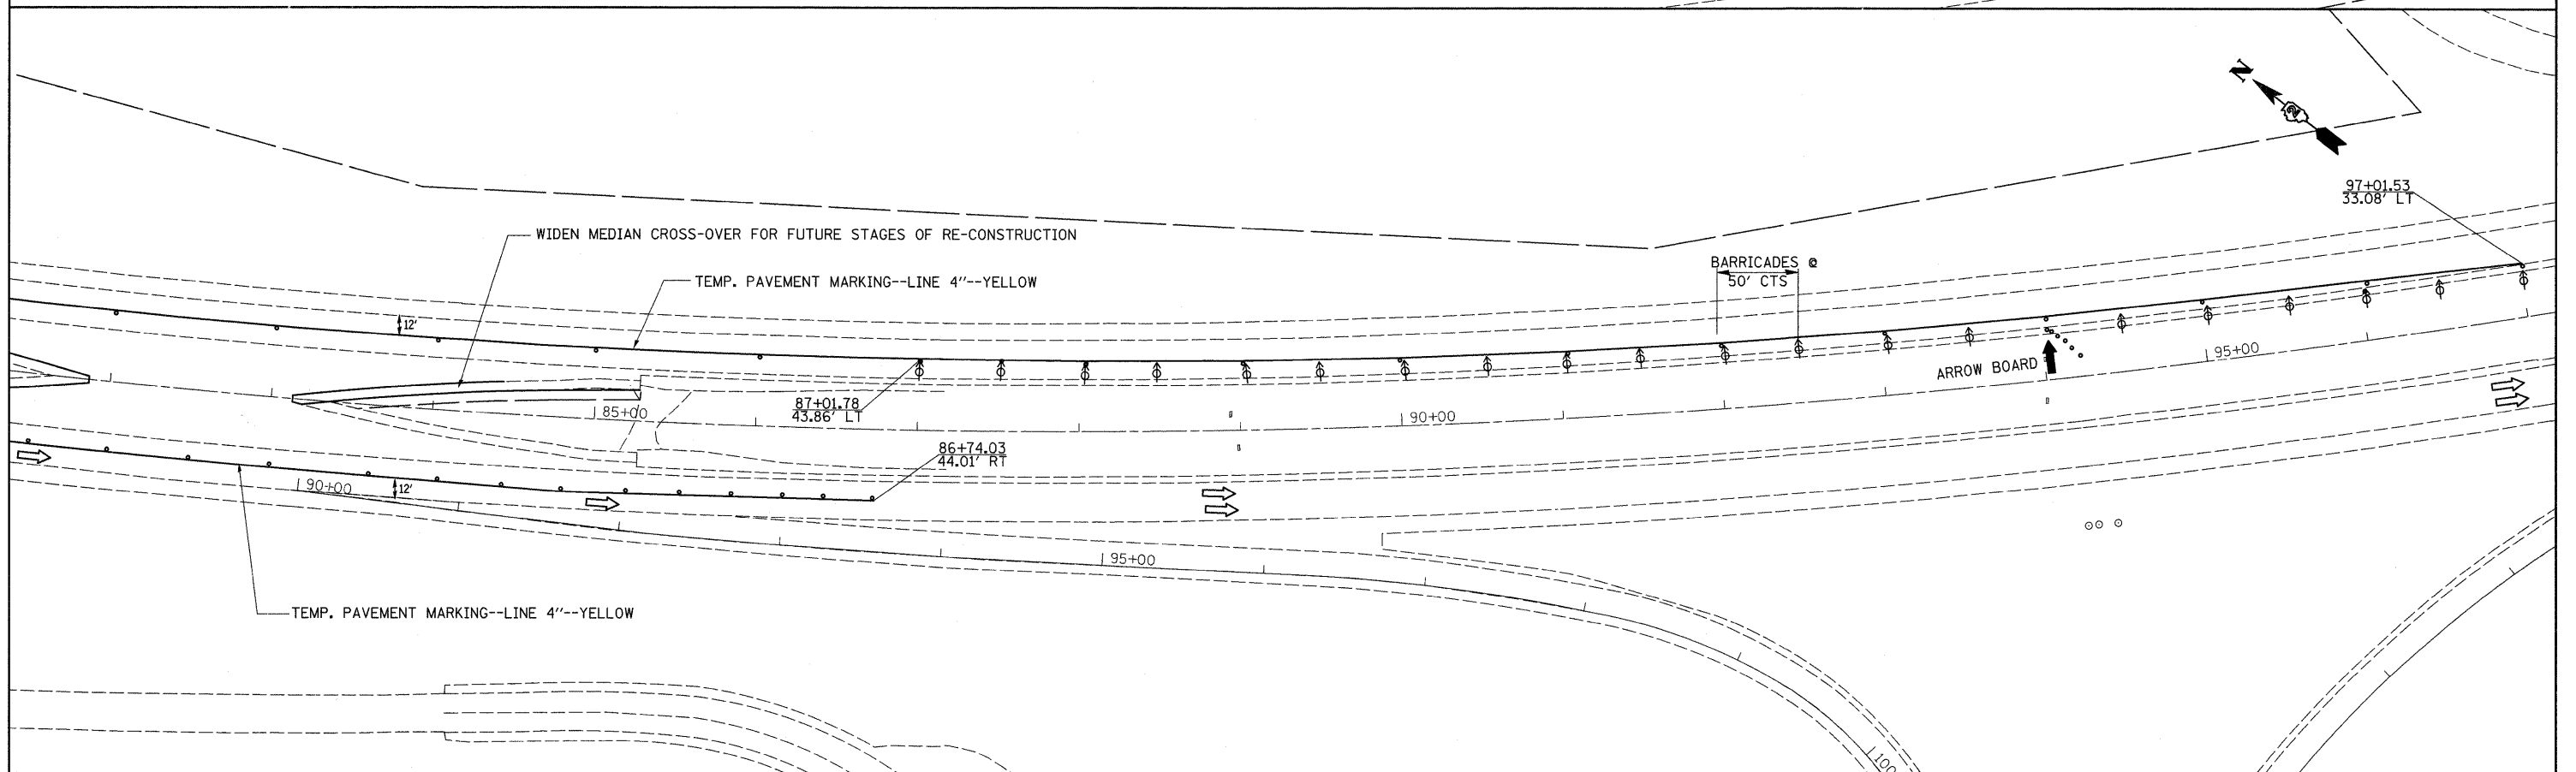 N
2
97+01.53
33.08' LT
WIDEN MEDIAN CROSS-OVER FOR FUTURE STAGES OF RE-CONSTRUCTION
BARRICADES @
50' CTS
TEMP. PAVEMENT MARKING--LINE 4"--YELLOW
12'
95+00
ARROW BOARD
87+01.78
43.86' LT
85+00
90+00
86+74.03
44.01' RT
90+00
12'
95+00
TEMP. PAVEMENT MARKING--LINE 4"--YELLOW
100